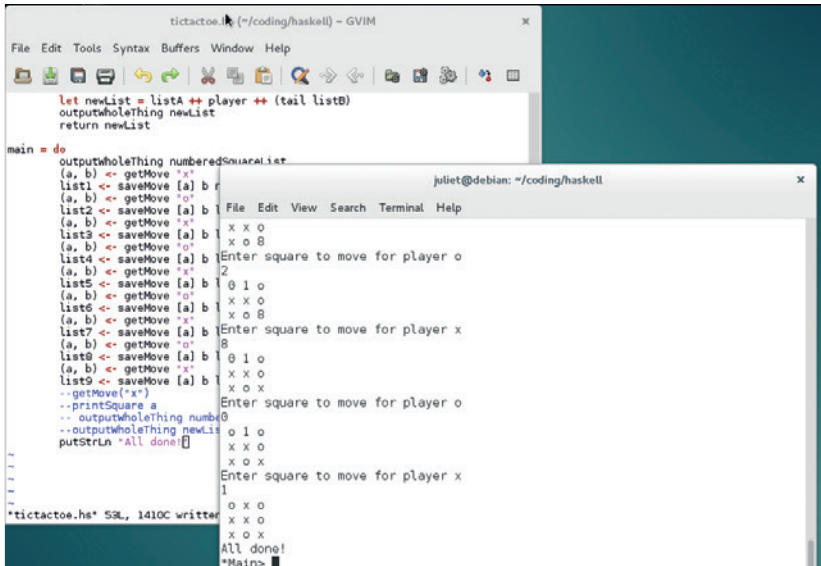 tictactoe.hs (~/coding/haskell) – GVIM
File Edit Tools Syntax Buffers Window Help
let newList = listA ++ player ++ (tail listB)
outputWholeThing newList
return newList
main = do
outputWholeThing numberedSquareList
(a, b) <- getMove "x"
list1 <- saveMove [a] b n
(a, b) <- getMove "o"
list2 <- saveMove [a] b l
(a, b) <- getMove "x"
list3 <- saveMove [a] b l
(a, b) <- getMove "o"
list4 <- saveMove [a] b l
(a, b) <- getMove "x"
list5 <- saveMove [a] b l
(a, b) <- getMove "o"
list6 <- saveMove [a] b l
(a, b) <- getMove "x"
list7 <- saveMove [a] b l
(a, b) <- getMove "o"
list8 <- saveMove [a] b l
(a, b) <- getMove "x"
list9 <- saveMove [a] b l
--getMove("x")
--printSquare a
-- outputWholeThing numbe
--outputWholeThing newLis
putStrLn "All done!"
~
~
~
~
~
"tictactoe.hs" 53L, 1410C written
juliet@debian: ~/coding/haskell
File Edit View Search Terminal Help
x x o
x o 8
Enter square to move for player o
2
0 1 o
x x o
x o 8
Enter square to move for player x
8
0 1 o
x x o
x o x
Enter square to move for player o
0
o 1 o
x x o
x o x
Enter square to move for player x
1
o x o
x x o
x o x
All done!
*Main>